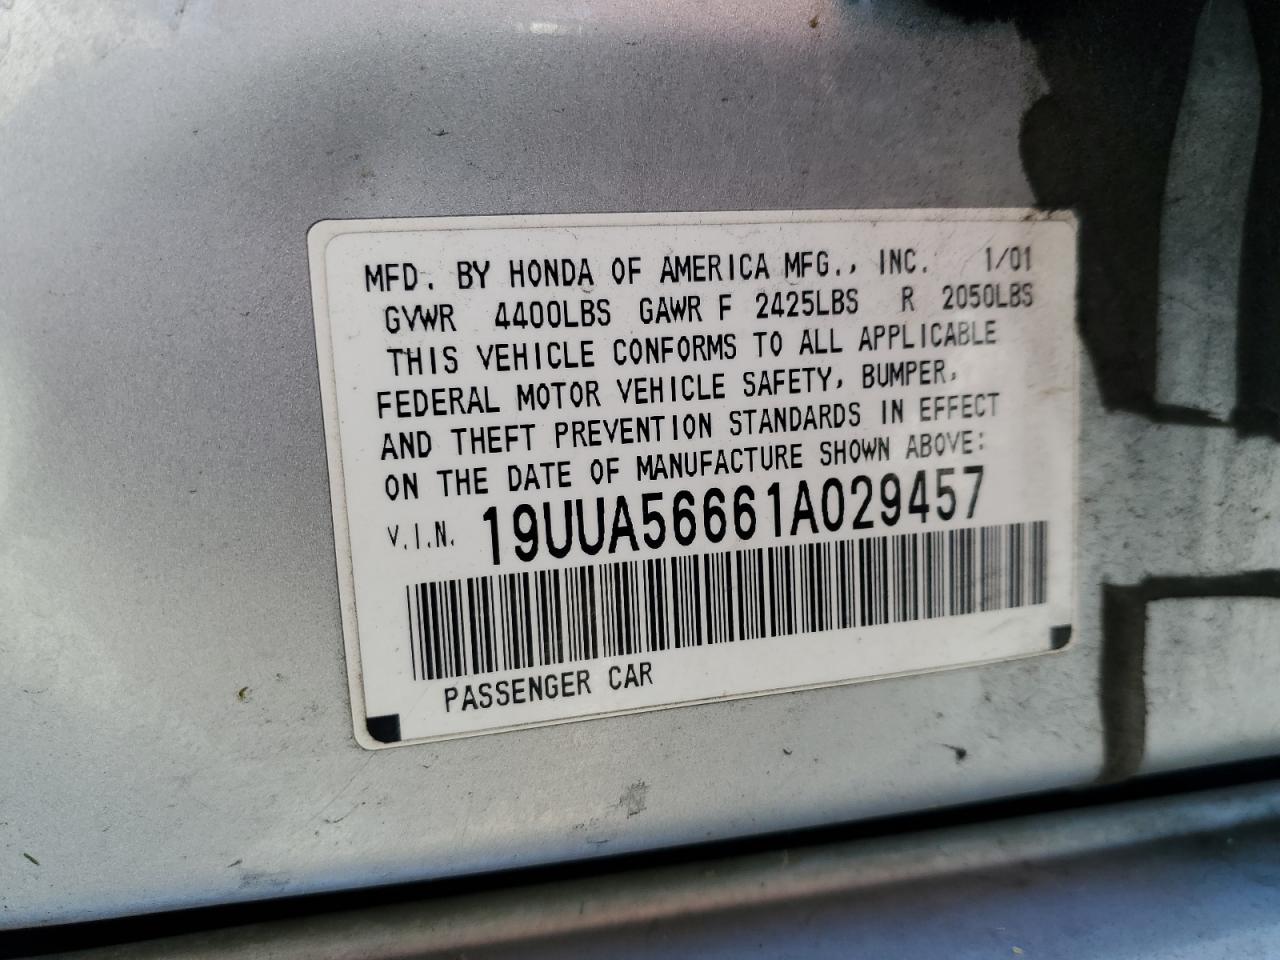 MFD. BY HONDA OF AMERICA MFG., INC. 1/01
GVWR 4400LBS GAWR F 2425LBS R 2050LBS
THIS VEHICLE CONFORMS TO ALL APPLICABLE
FEDERAL MOTOR VEHICLE SAFETY, BUMPER,
AND THEFT PREVENTION STANDARDS IN EFFECT
ON THE DATE OF MANUFACTURE SHOWN ABOVE:
V.I.N. 19UUA56661A029457
PASSENGER CAR